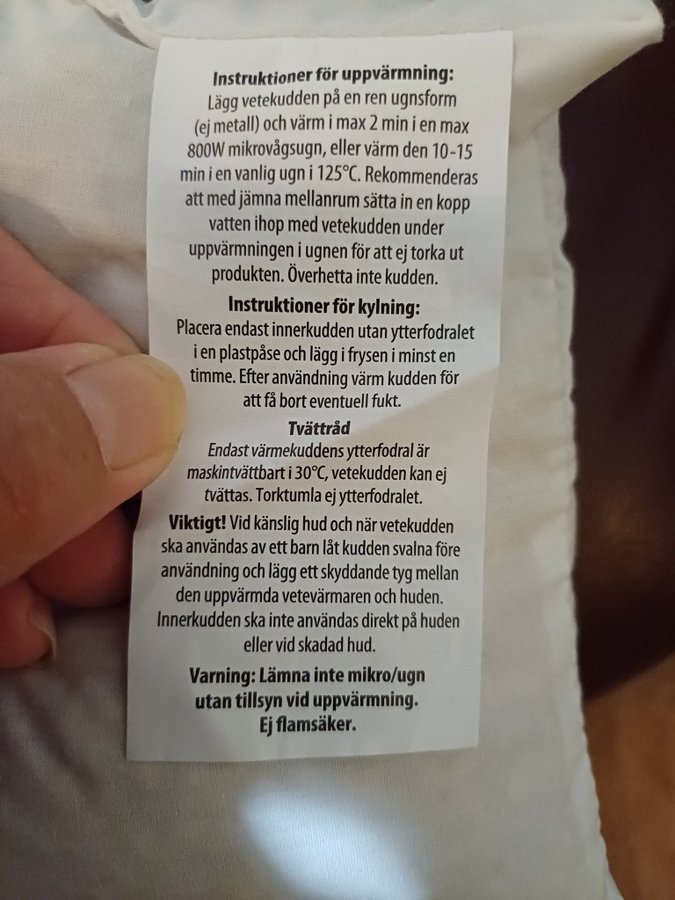 Instruktioner för uppvärmning:
Lägg vetekudden på en ren ugnsform
(ej metall) och värm i max 2 min i en max
800W mikrovågsugn, eller värm den 10-15
min i en vanlig ugn i 125°C. Rekommenderas
att med jämna mellanrum sätta in en kopp
vatten ihop med vetekudden under
uppvärmningen i ugnen för att ej torka ut
produkten. Överhetta inte kudden.
Instruktioner för kylning:
Placera endast innerkudden utan ytterfodralet
i en plastpåse och lägg i frysen i minst en
timme. Efter användning värm kudden för
att få bort eventuell fukt.
Tvättråd
Endast värmekuddens ytterfodral är
maskintvättbart i 30°C, vetekudden kan ej
tvättas. Torktumla ej ytterfodralet.
Viktigt! Vid känslig hud och när vetekudden
ska användas av ett barn låt kudden svalna före
användning och lägg ett skyddande tyg mellan
den uppvärmda vetevärmaren och huden.
Innerkudden ska inte användas direkt på huden
eller vid skadad hud.
Varning: Lämna inte mikro/ugn
utan tillsyn vid uppvärmning.
Ej flamsäker.